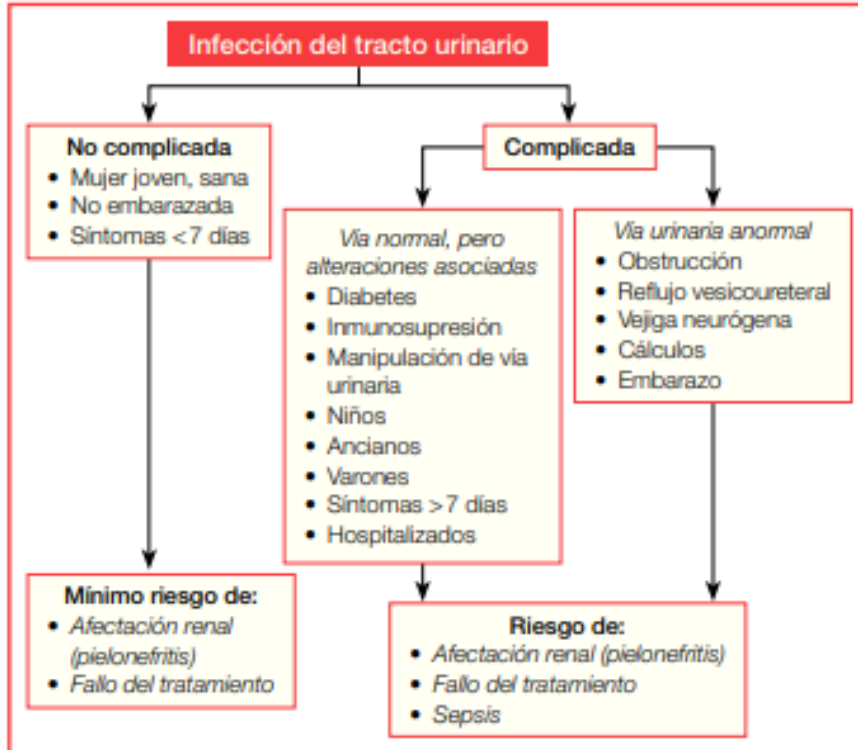 Infección del tracto urinario
No complicada
• Mujer joven, sana
• No embarazada
• Síntomas <7 días
Complicada
Vía normal, pero
alteraciones asociadas
• Diabetes
• Inmunosupresión
• Manipulación de vía
urinaria
• Niños
• Ancianos
• Varones
• Síntomas >7 días
• Hospitalizados
Vía urinaria anormal
• Obstrucción
• Reflujo vesicoureteral
• Vejiga neurógena
• Cálculos
• Embarazo
Mínimo riesgo de:
• Afectación renal
(pielonefritis)
• Fallo del tratamiento
Riesgo de:
• Afectación renal (pielonefritis)
• Fallo del tratamiento
• Sepsis